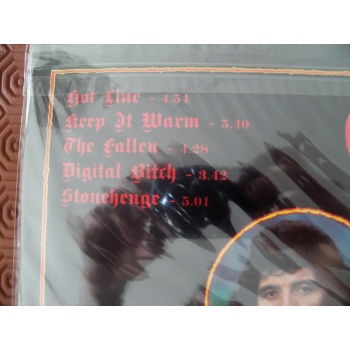 Hot Line - 4.54
Keep It Warm - 5.40
The Fallen - 4.28
Digital Bitch - 3.42
Stonehenge - 5.01